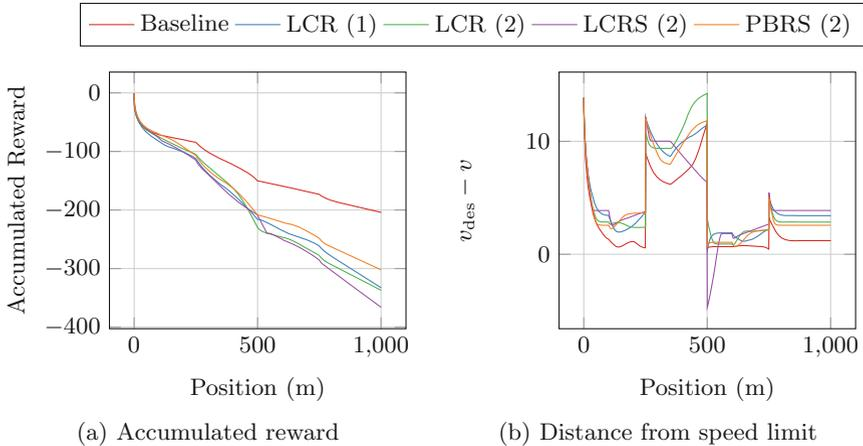 Baseline LCR (1) LCR (2) LCRS (2) PBRS (2)
Accumulated Reward
0
−100
−200
−300
−400
0 500 1,000
Position (m)
(a) Accumulated reward
v_des − v
10
0
0 500 1,000
Position (m)
(b) Distance from speed limit